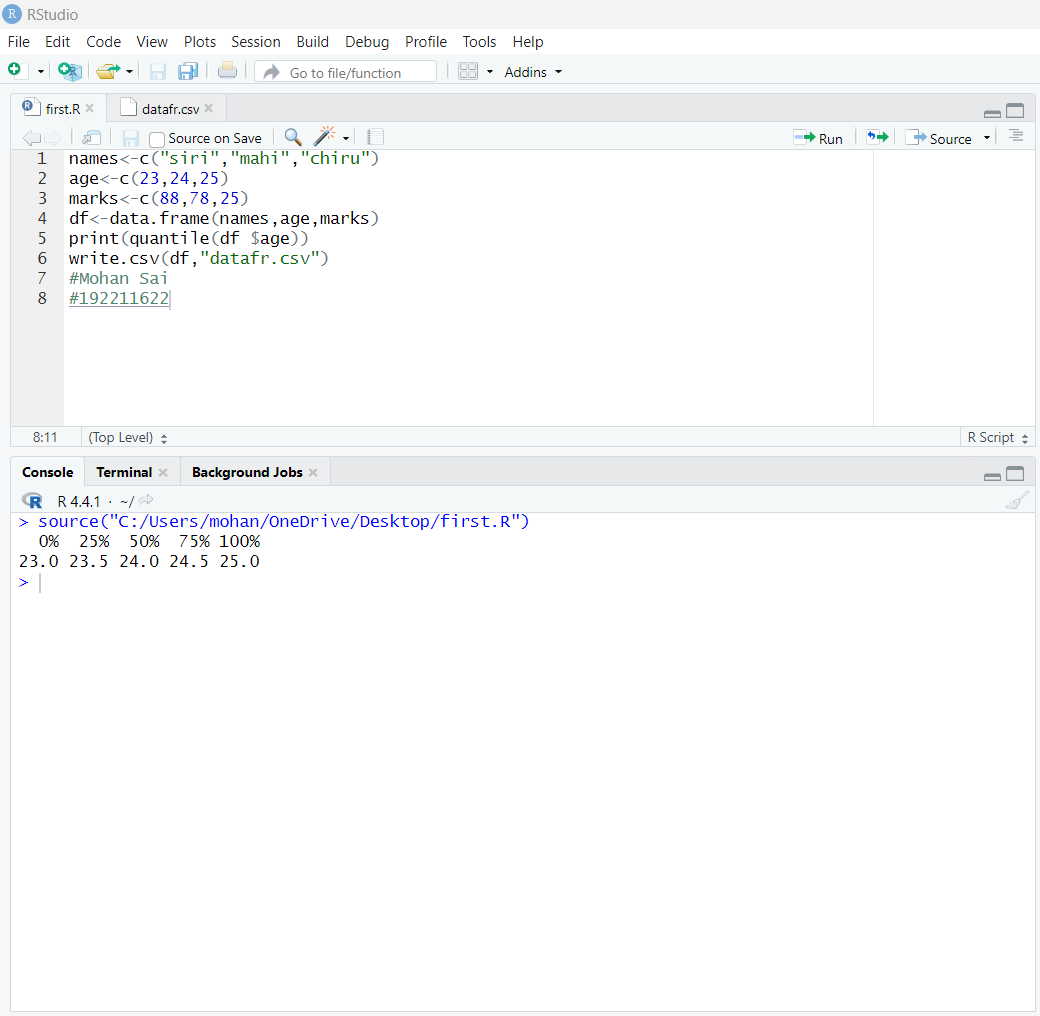 RStudio
File Edit Code View Plots Session Build Debug Profile Tools Help
Go to file/function Addins
first.R datafr.csv
Source on Save Run Source
1 names<-c("siri","mahi","chiru")
2 age<-c(23,24,25)
3 marks<-c(88,78,25)
4 df<-data.frame(names,age,marks)
5 print(quantile(df $age))
6 write.csv(df,"datafr.csv")
7 #Mohan Sai
8 #192211622
8:11 (Top Level) R Script
Console Terminal Background Jobs
R 4.4.1 · ~/
> source("C:/Users/mohan/OneDrive/Desktop/first.R")
0% 25% 50% 75% 100%
23.0 23.5 24.0 24.5 25.0
>